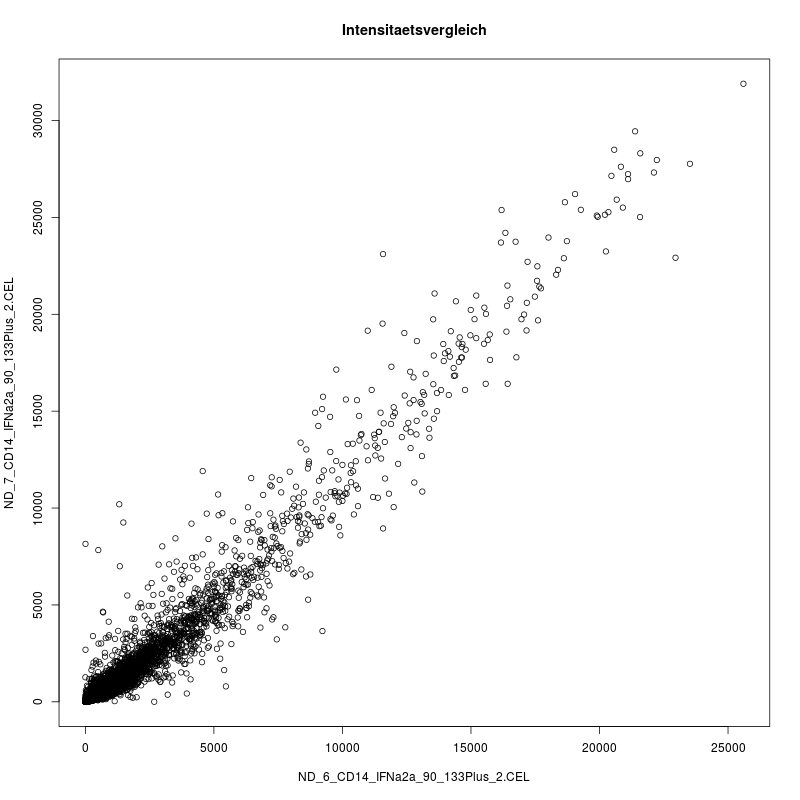 Intensitaetsvergleich
ND_7_CD14_IFNa2a_90_133Plus_2.CEL
30000
25000
20000
15000
10000
5000
0
0 5000 10000 15000 20000 25000
ND_6_CD14_IFNa2a_90_133Plus_2.CEL